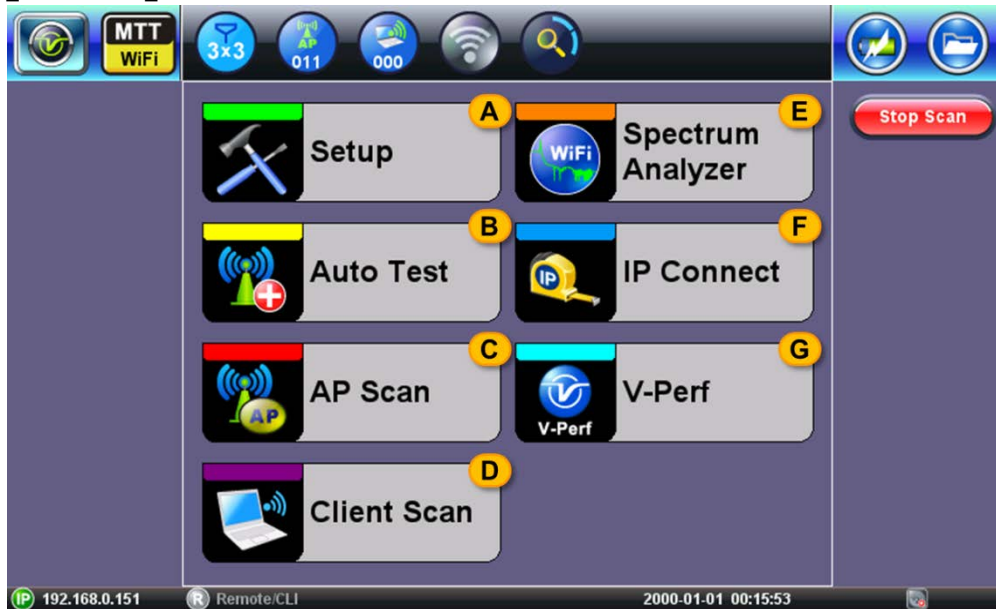 MTT
WiFi
3x3
AP
011
000
Stop Scan
A
Setup
E
WiFi
Spectrum
Analyzer
B
Auto Test
F
IP
IP Connect
C
AP
AP Scan
G
V-Perf
V-Perf
D
Client Scan
IP 192.168.0.151
R Remote/CLI
2000-01-01 00:15:53